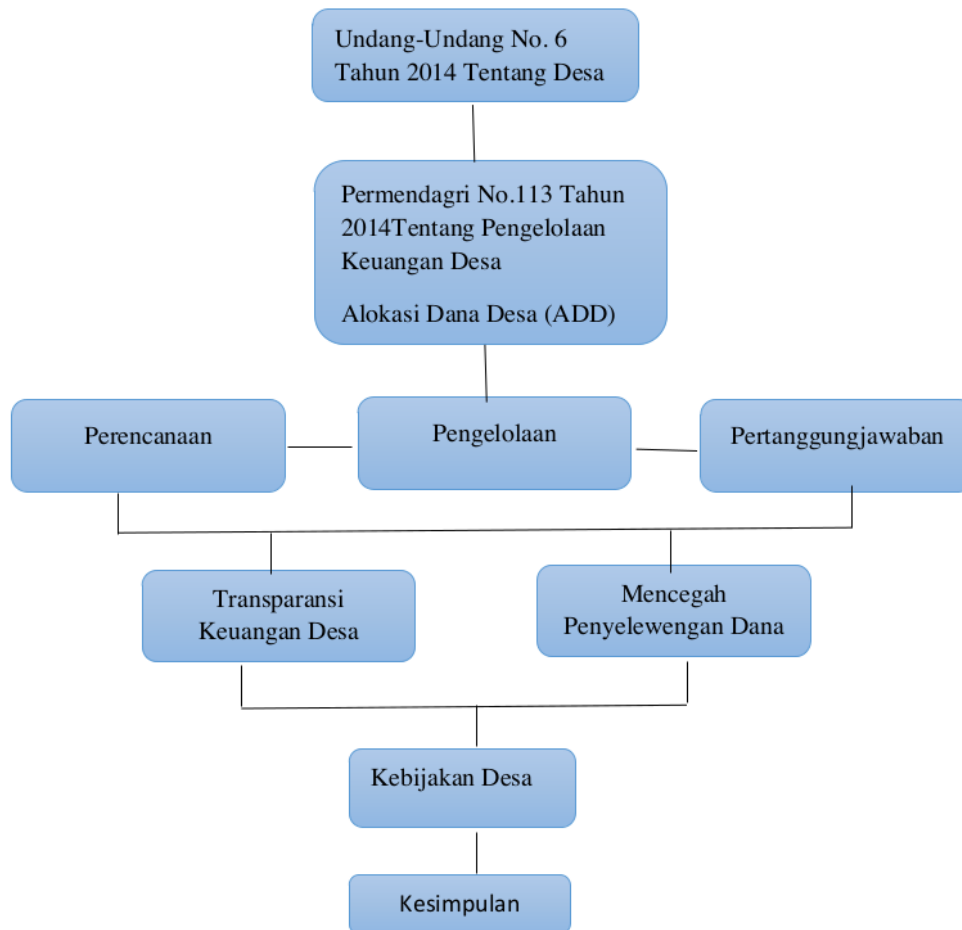 Undang-Undang No. 6
Tahun 2014 Tentang Desa
Permendagri No.113 Tahun
2014Tentang Pengelolaan
Keuangan Desa
Alokasi Dana Desa (ADD)
Perencanaan
Pengelolaan
Pertanggungjawaban
Transparansi
Keuangan Desa
Mencegah
Penyelewengan Dana
Kebijakan Desa
Kesimpulan